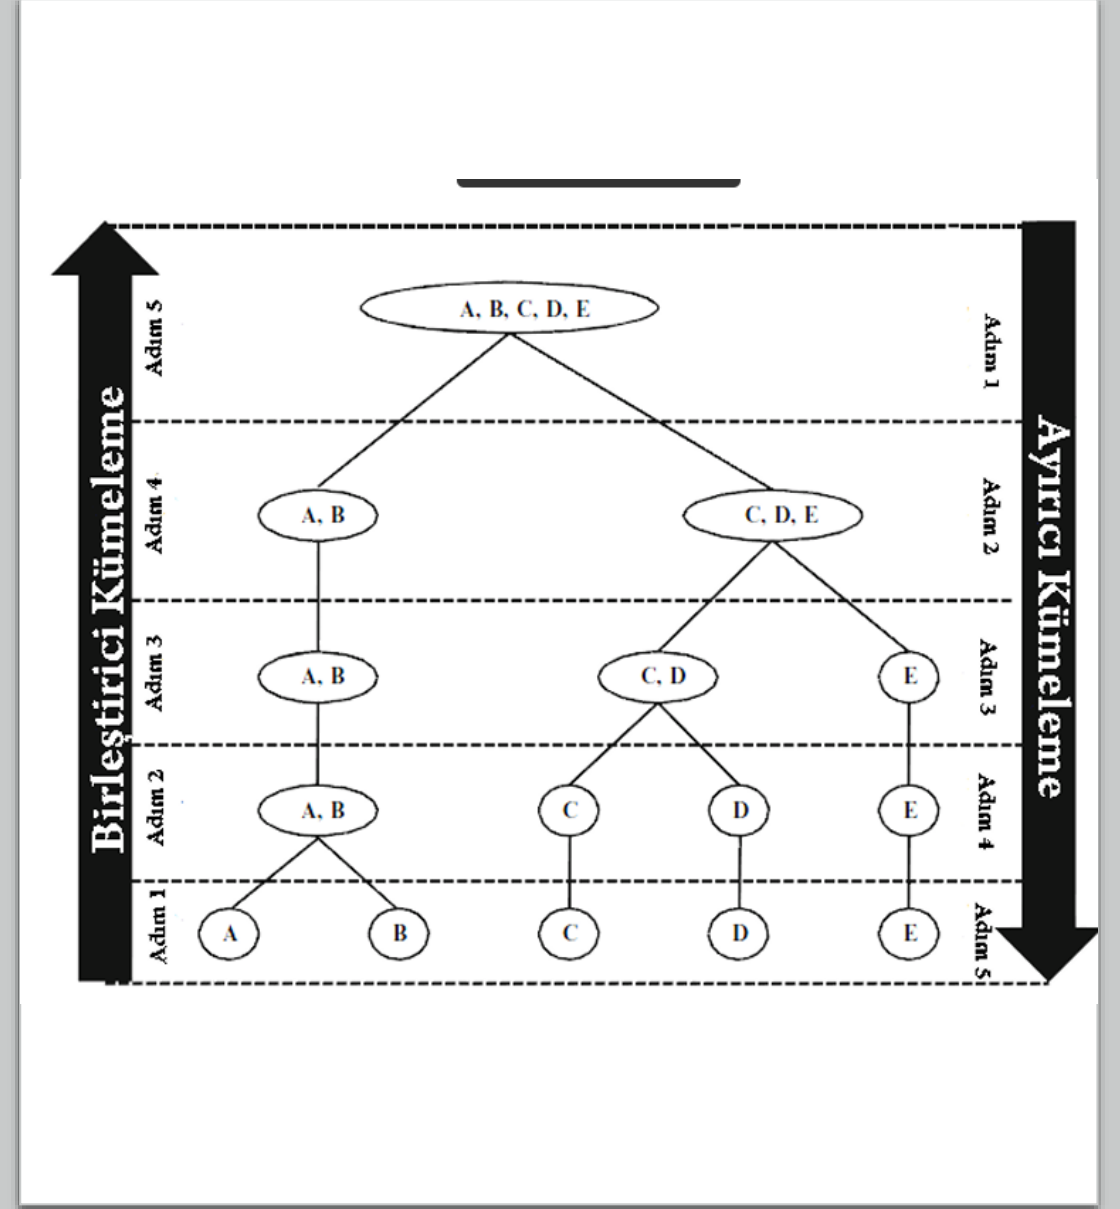 Birleştirici Kümeleme
Ayırıcı Kümeleme
Adım 5
A, B, C, D, E
Adım 1
Adım 4
A, B
C, D, E
Adım 2
Adım 3
A, B
C, D
E
Adım 3
Adım 2
A, B
C
D
E
Adım 4
Adım 1
A
B
C
D
E
Adım 5